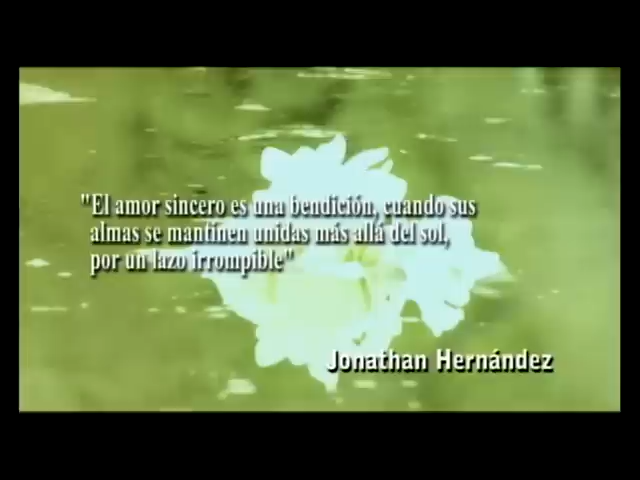 "El amor sincero es una bendición, cuando sus
almas se mantinen unidas más allá del sol,
por un lazo irrompible"
Jonathan Hernández